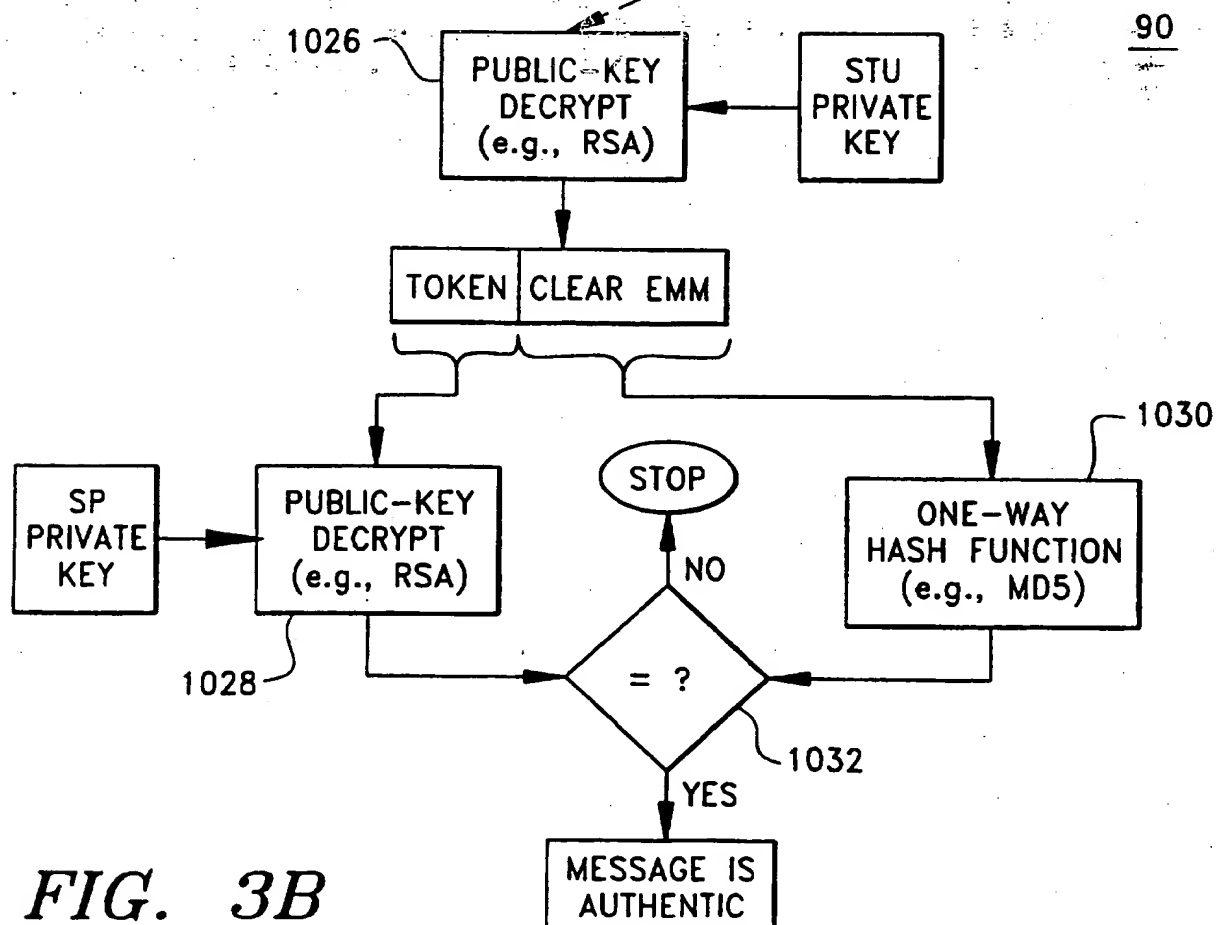 90
1026
PUBLIC-KEY
DECRYPT
(e.g., RSA)
STU
PRIVATE
KEY
TOKEN
CLEAR EMM
1030
SP
PRIVATE
KEY
PUBLIC-KEY
DECRYPT
(e.g., RSA)
STOP
ONE-WAY
HASH FUNCTION
(e.g., MD5)
NO
1028
= ?
1032
YES
MESSAGE IS
AUTHENTIC
FIG. 3B